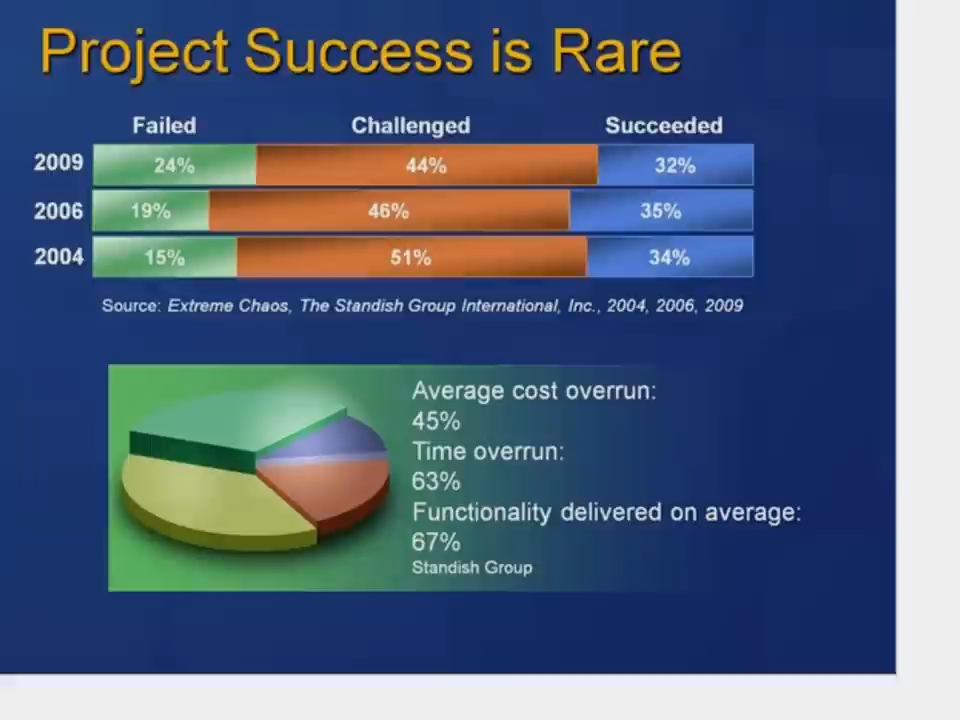 Project Success is Rare
Failed Challenged Succeeded
2009 24% 44% 32%
2006 19% 46% 35%
2004 15% 51% 34%
Source: Extreme Chaos, The Standish Group International, Inc., 2004, 2006, 2009
Average cost overrun:
45%
Time overrun:
63%
Functionality delivered on average:
67%
Standish Group